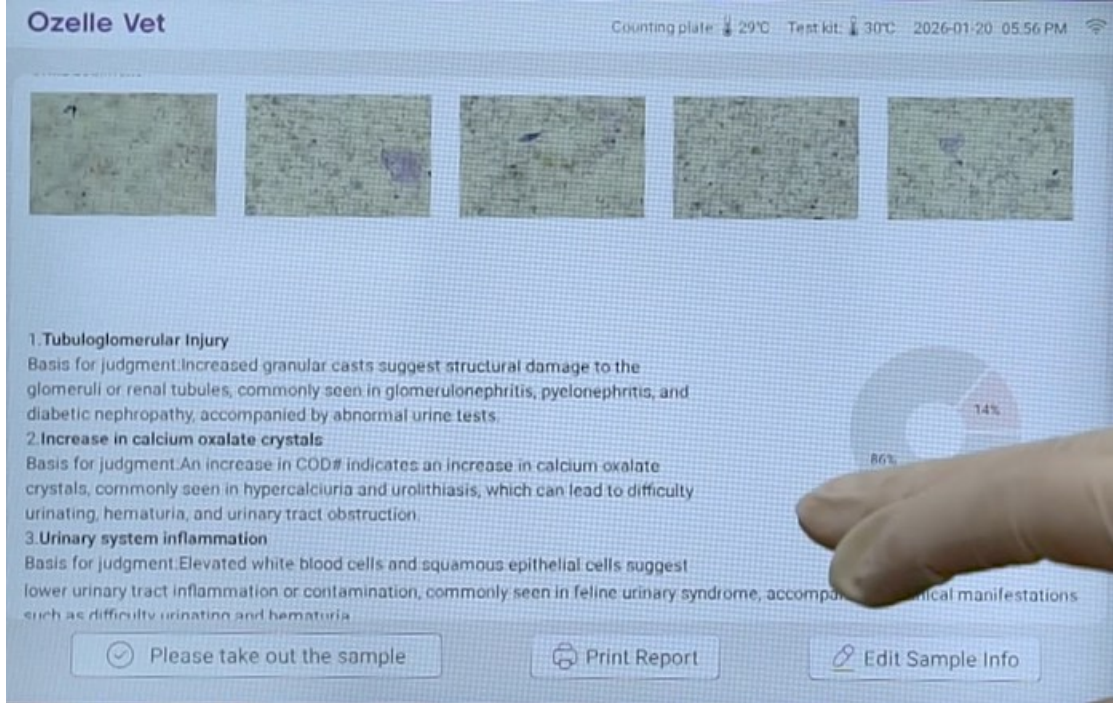 Ozelle Vet
Counting plate: 29℃ Test kit: 30℃ 2026-01-20 05:56 PM
1.Tubuloglomerular Injury
Basis for judgment:Increased granular casts suggest structural damage to the
glomeruli or renal tubules, commonly seen in glomerulonephritis, pyelonephritis, and
diabetic nephropathy, accompanied by abnormal urine tests.
2.Increase in calcium oxalate crystals
Basis for judgment:An increase in COD# indicates an increase in calcium oxalate
crystals, commonly seen in hypercalciuria and urolithiasis, which can lead to difficulty
urinating, hematuria, and urinary tract obstruction.
3.Urinary system inflammation
Basis for judgment:Elevated white blood cells and squamous epithelial cells suggest
lower urinary tract inflammation or contamination, commonly seen in feline urinary syndrome, manifestations
such as difficulty urinating and hematuria
14%
86%
Please take out the sample
Print Report
Edit Sample Info